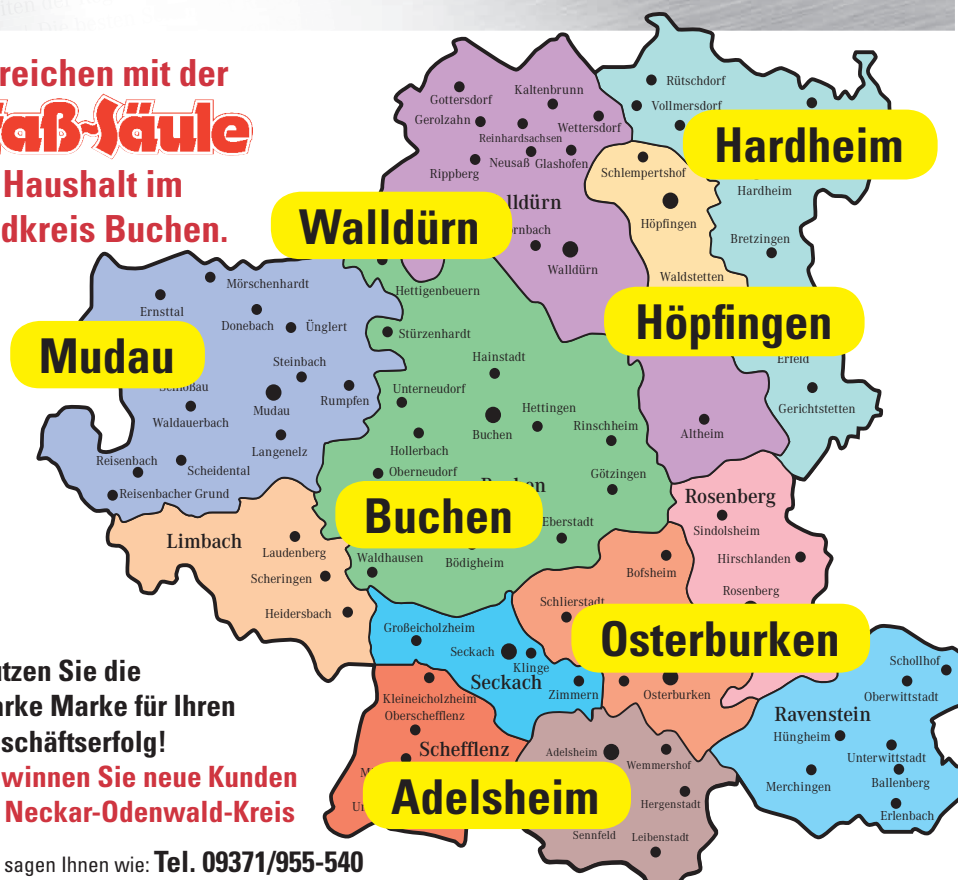 reichen mit der
faß-Säule
Haushalt im
dkreis Buchen.
Rütschdorf
Kaltenbrunn
Gottersdorf
Vollmersdorf
Gerolzahn
Wettersdorf
Reinhardsachsen
Hardheim
Neusaß Glashofen
Rippberg
Schlempertshof
Hardheim
lldürn
Walldürn
Höpfingen
rnbach
Bretzingen
Walldürn
Waldstetten
Mörschenhardt
Hettigenbeuern
Ernsttal
Donebach
Ünglert
Stürzenhardt
Höpfingen
Mudau
Hainstadt
Erfeld
Steinbach
Schloßau
Unterneudorf
Rumpfen
Mudau
Hettingen
Gerichtstetten
Waldauerbach
Rinschheim
Buchen
Altheim
Langenelz
Hollerbach
Reisenbach
Scheidental
Oberneudorf
Götzingen
Reisenbacher Grund
Rosenberg
Buchen
Eberstadt
Sindolsheim
Limbach
Laudenberg
Waldhausen
Bödigheim
Hirschlanden
Bofsheim
Scheringen
Rosenberg
Schlierstadt
Heidersbach
Großeicholzheim
Osterburken
Seckach
Klinge
Schollhof
Seckach
Zimmern
Osterburken
Oberwittstadt
Kleineicholzheim
Oberschefflenz
Ravenstein
Hüngheim
Schefflenz
Adelsheim
Wemmershof
Unterwittstadt
Merchingen
Ballenberg
Adelsheim
Hergenstadt
Erlenbach
Sennfeld
Leibenstadt
tzen Sie die
arke Marke für Ihren
schäftserfolg!
winnen Sie neue Kunden
Neckar-Odenwald-Kreis
sagen Ihnen wie: Tel. 09371/955-540